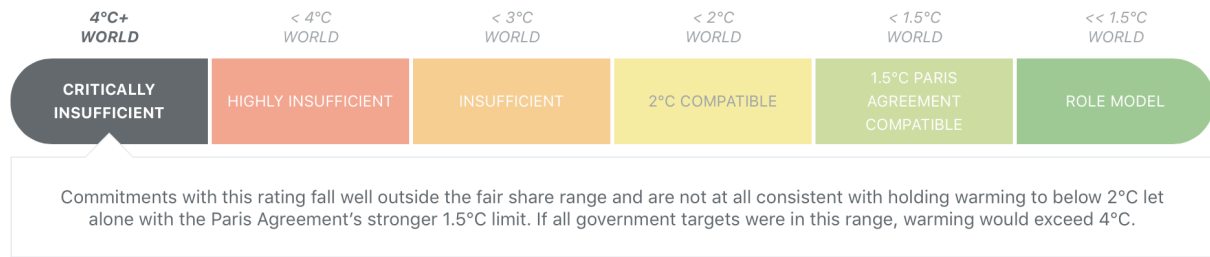 4°C+
WORLD
< 4°C
WORLD
< 3°C
WORLD
< 2°C
WORLD
< 1.5°C
WORLD
<< 1.5°C
WORLD
CRITICALLY
INSUFFICIENT
HIGHLY INSUFFICIENT
INSUFFICIENT
2°C COMPATIBLE
1.5°C PARIS
AGREEMENT
COMPATIBLE
ROLE MODEL
Commitments with this rating fall well outside the fair share range and are not at all consistent with holding warming to below 2°C let
alone with the Paris Agreement’s stronger 1.5°C limit. If all government targets were in this range, warming would exceed 4°C.